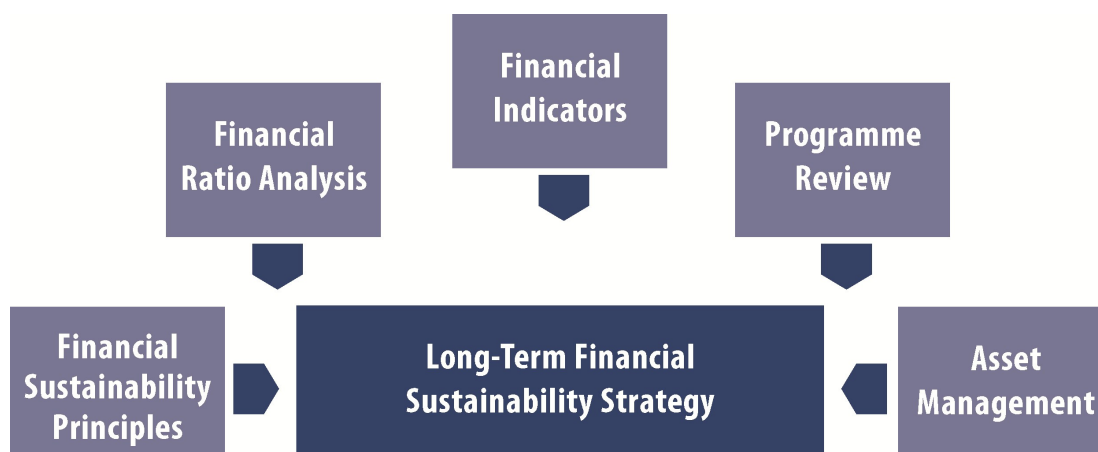 Financial
Indicators
Financial
Ratio Analysis
Programme
Review
Financial
Sustainability
Principles
Long-Term Financial
Sustainability Strategy
Asset
Management